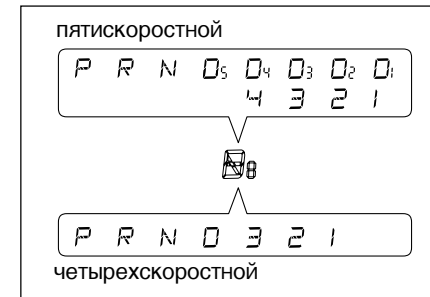 пятискоростной
P R N D5 D4 D3 D2 D1
4 3 2 1
P R N D 3 2 1
четырехскоростной